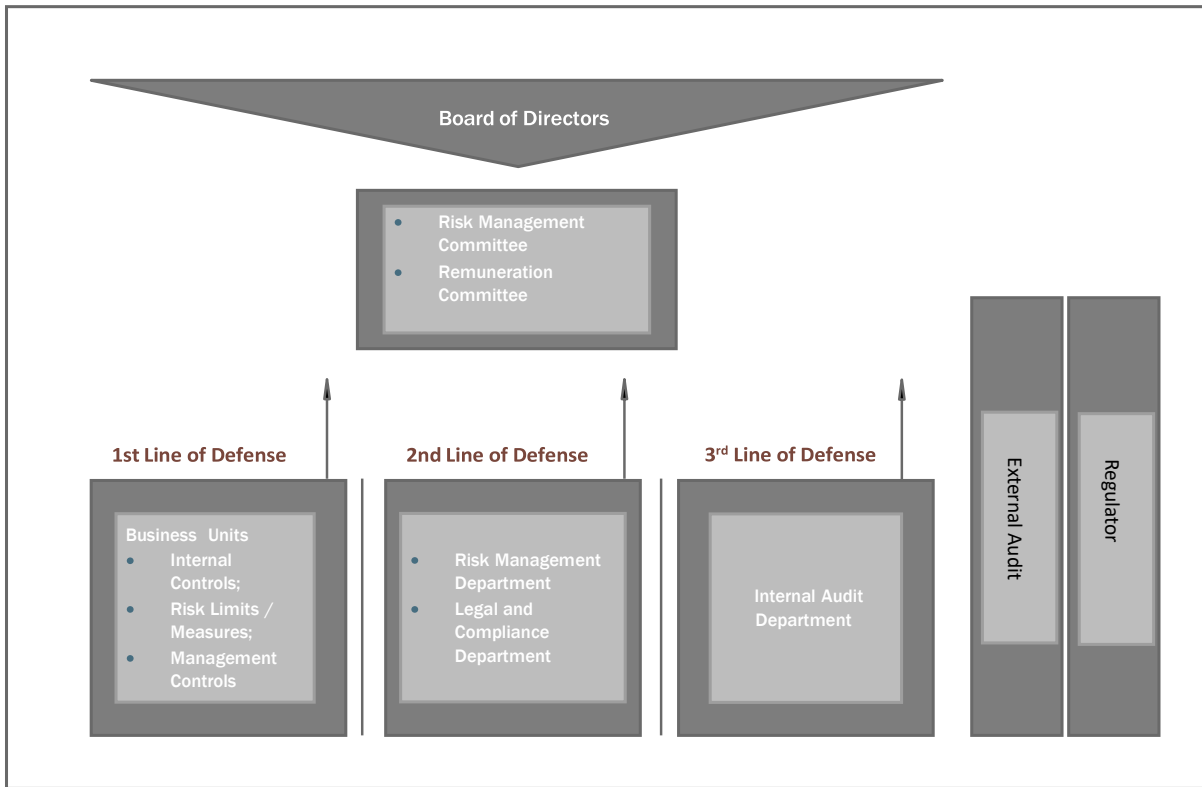 Board of Directors
• Risk Management
Committee
• Remuneration
Committee
1st Line of Defense
2nd Line of Defense
3rd Line of Defense
Business Units
• Internal
Controls;
• Risk Limits /
Measures;
• Management
Controls
• Risk Management
Department
• Legal and
Compliance
Department
Internal Audit
Department
External Audit
Regulator